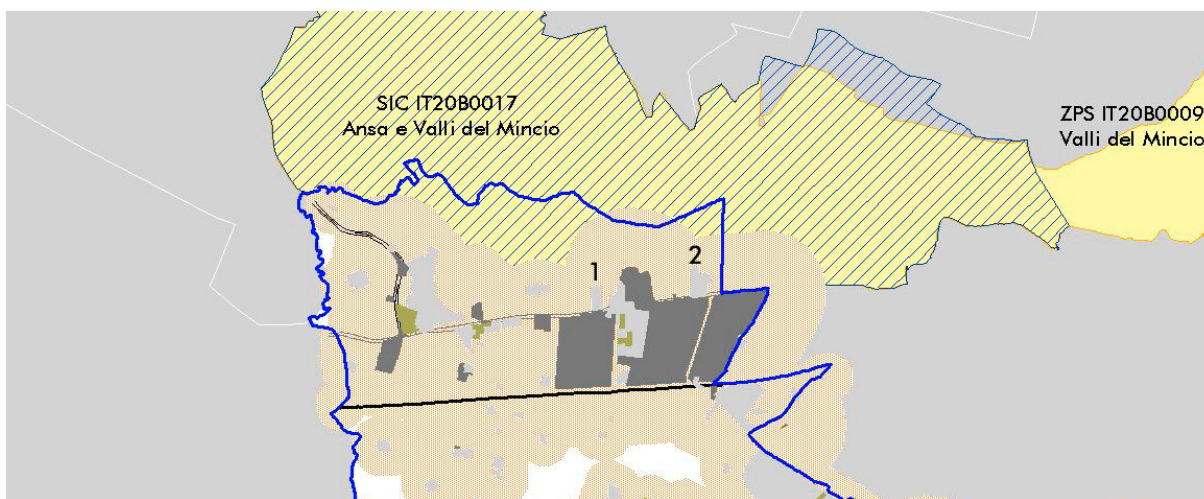 SIC IT20B0017
Ansa e Valli del Mincio
ZPS IT20B0009
Valli del Mincio
1
2